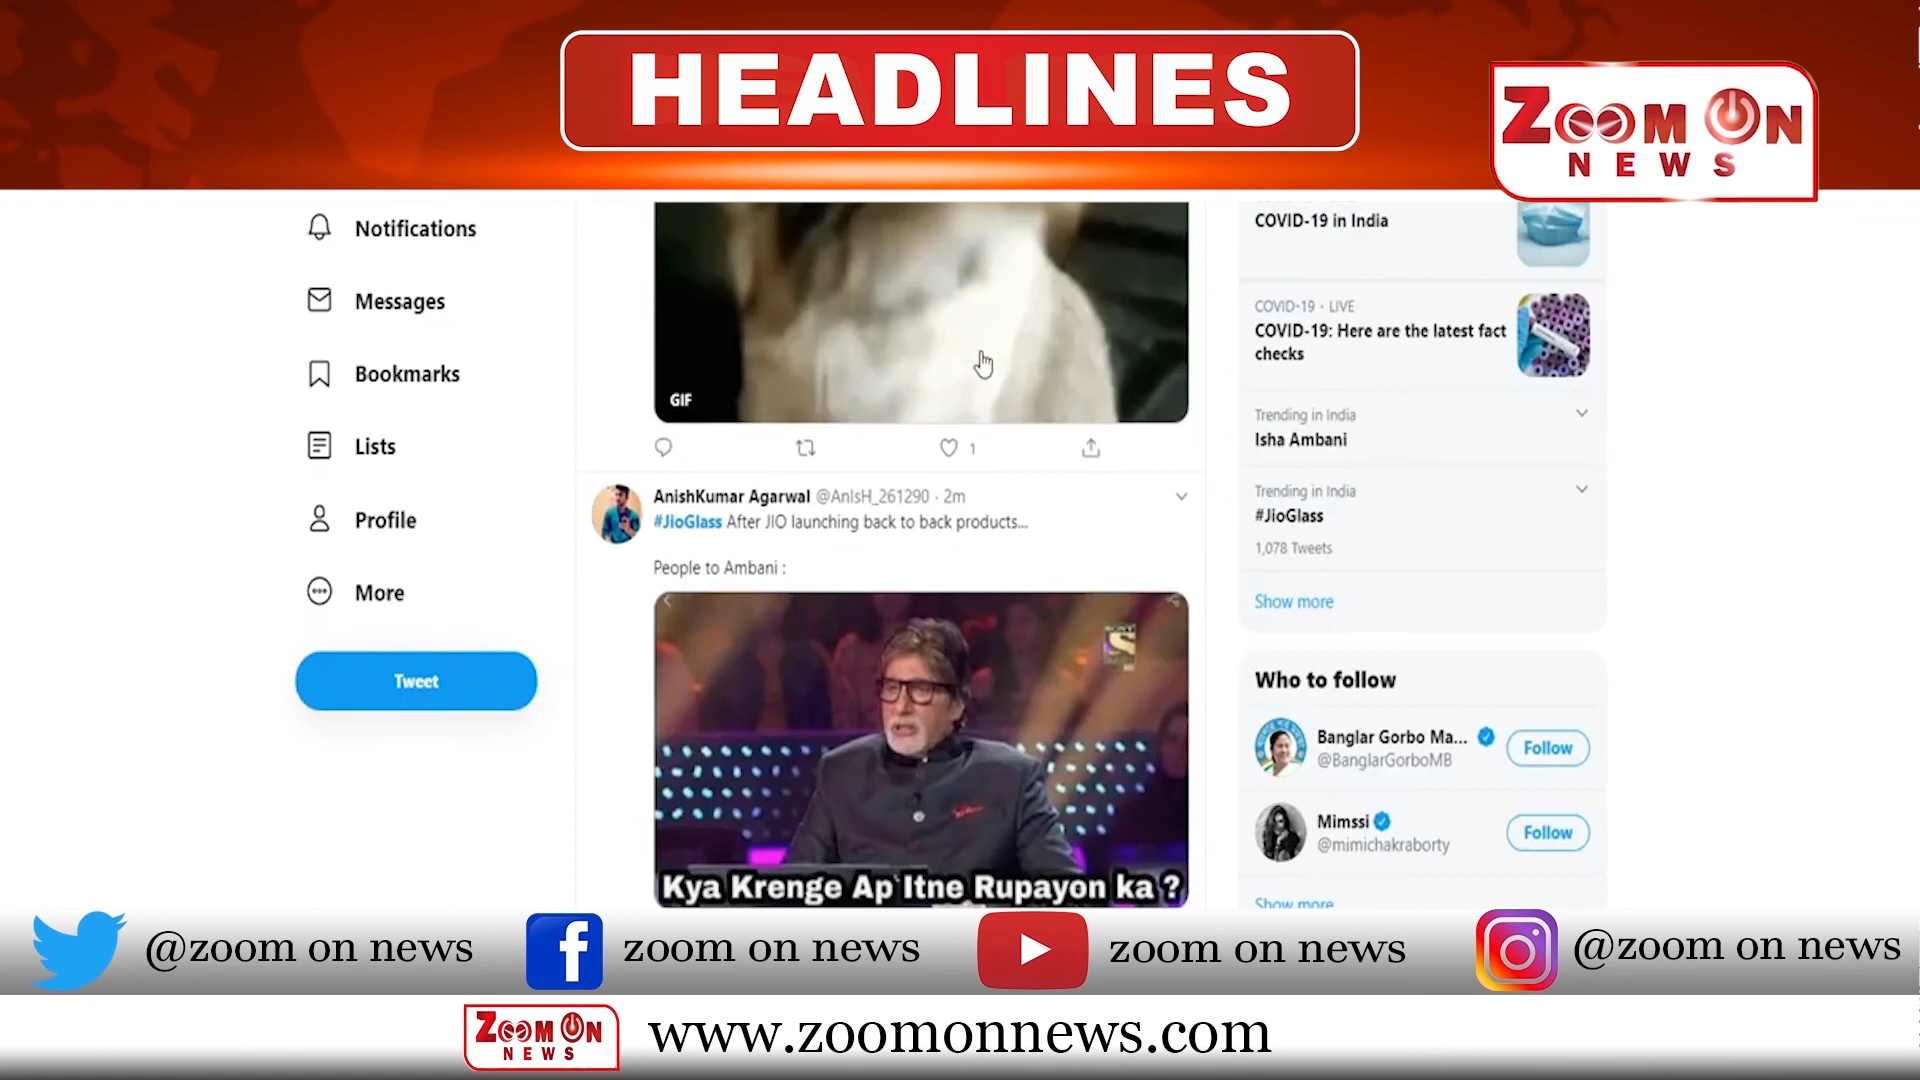 HEADLINES
ZOOM ON
NEWS
Notifications
Messages
Bookmarks
Lists
Profile
More
Tweet
GIF
1
AnishKumar Agarwal @AnIsH_261290 · 2m
#JioGlass After JIO launching back to back products...
People to Ambani :
Kya Krenge Ap Itne Rupayon ka ?
COVID-19 in India
COVID-19 · LIVE
COVID-19: Here are the latest fact
checks
Trending in India
Isha Ambani
Trending in India
#JioGlass
1,078 Tweets
Show more
Who to follow
Banglar Gorbo Ma...
@BanglarGorboMB
Follow
Mimssi
@mimichakraborty
Follow
Show more
@zoom on news
zoom on news
zoom on news
@zoom on news
ZOOM ON
NEWS
www.zoomonnews.com